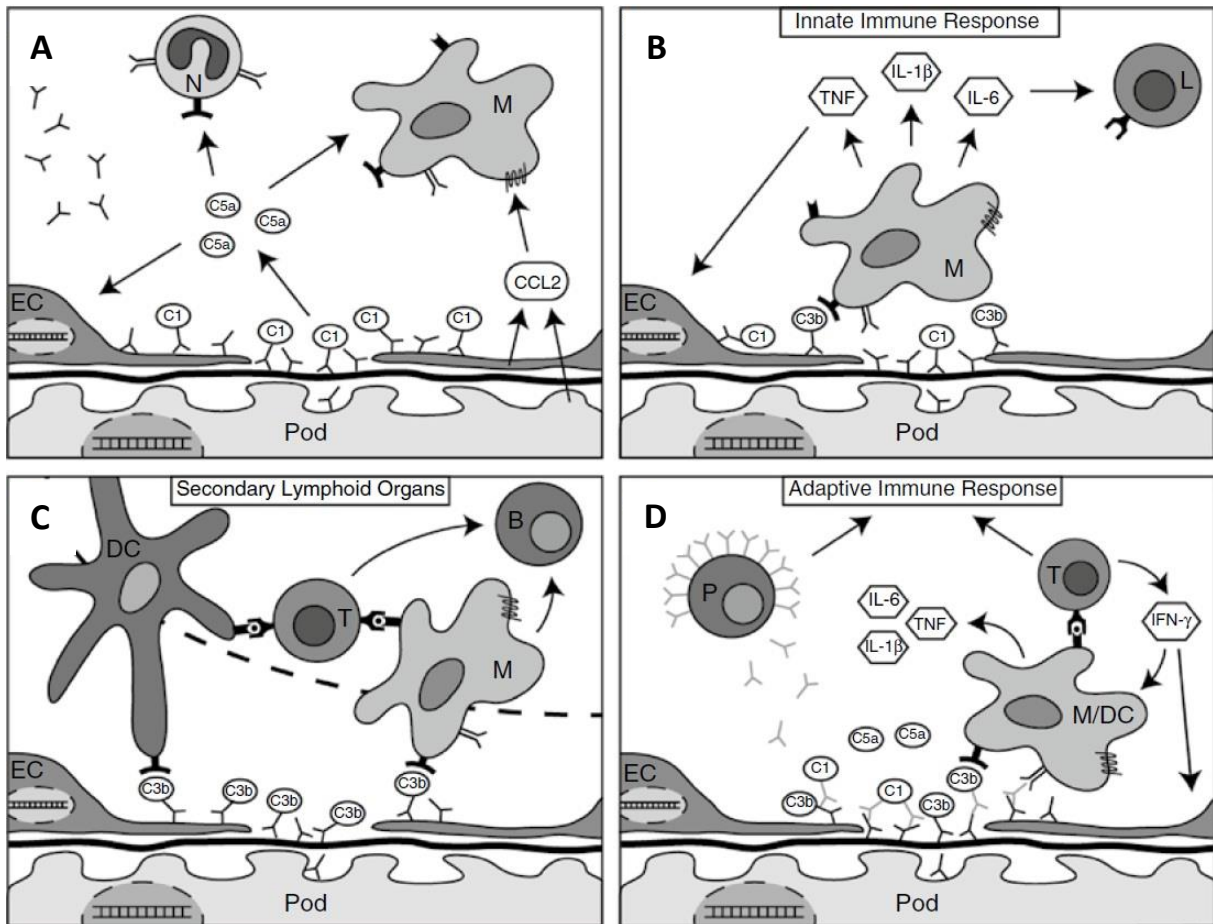 A
N
M
C5a
C5a
C5a
CCL2
EC
C1
C1
C1
C1
C1
C1
Pod
B
Innate Immune Response
TNF
IL-1β
IL-6
L
M
EC
C1
C3b
C1
C3b
Pod
C
Secondary Lymphoid Organs
DC
B
T
M
EC
C3b
C3b
C3b
C3b
C3b
Pod
D
Adaptive Immune Response
P
T
IL-6
TNF
IL-1β
IFN-γ
M/DC
C5a
C5a
EC
C1
C3b
C1
C3b
C3b
Pod